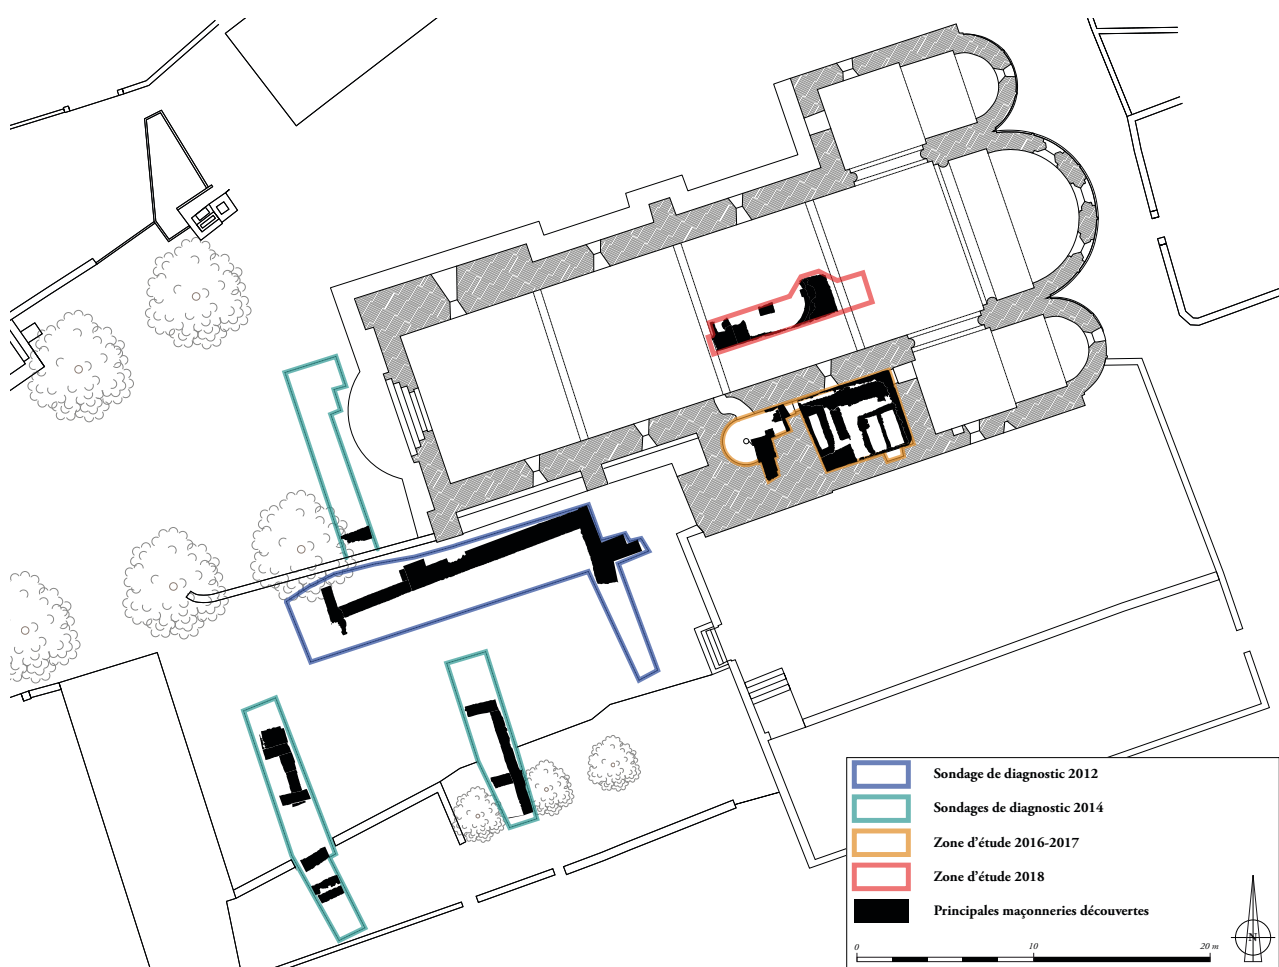 Sondage de diagnostic 2012
Sondages de diagnostic 2014
Zone d'étude 2016-2017
Zone d'étude 2018
Principales maçonneries découvertes
N
0 10 20 m